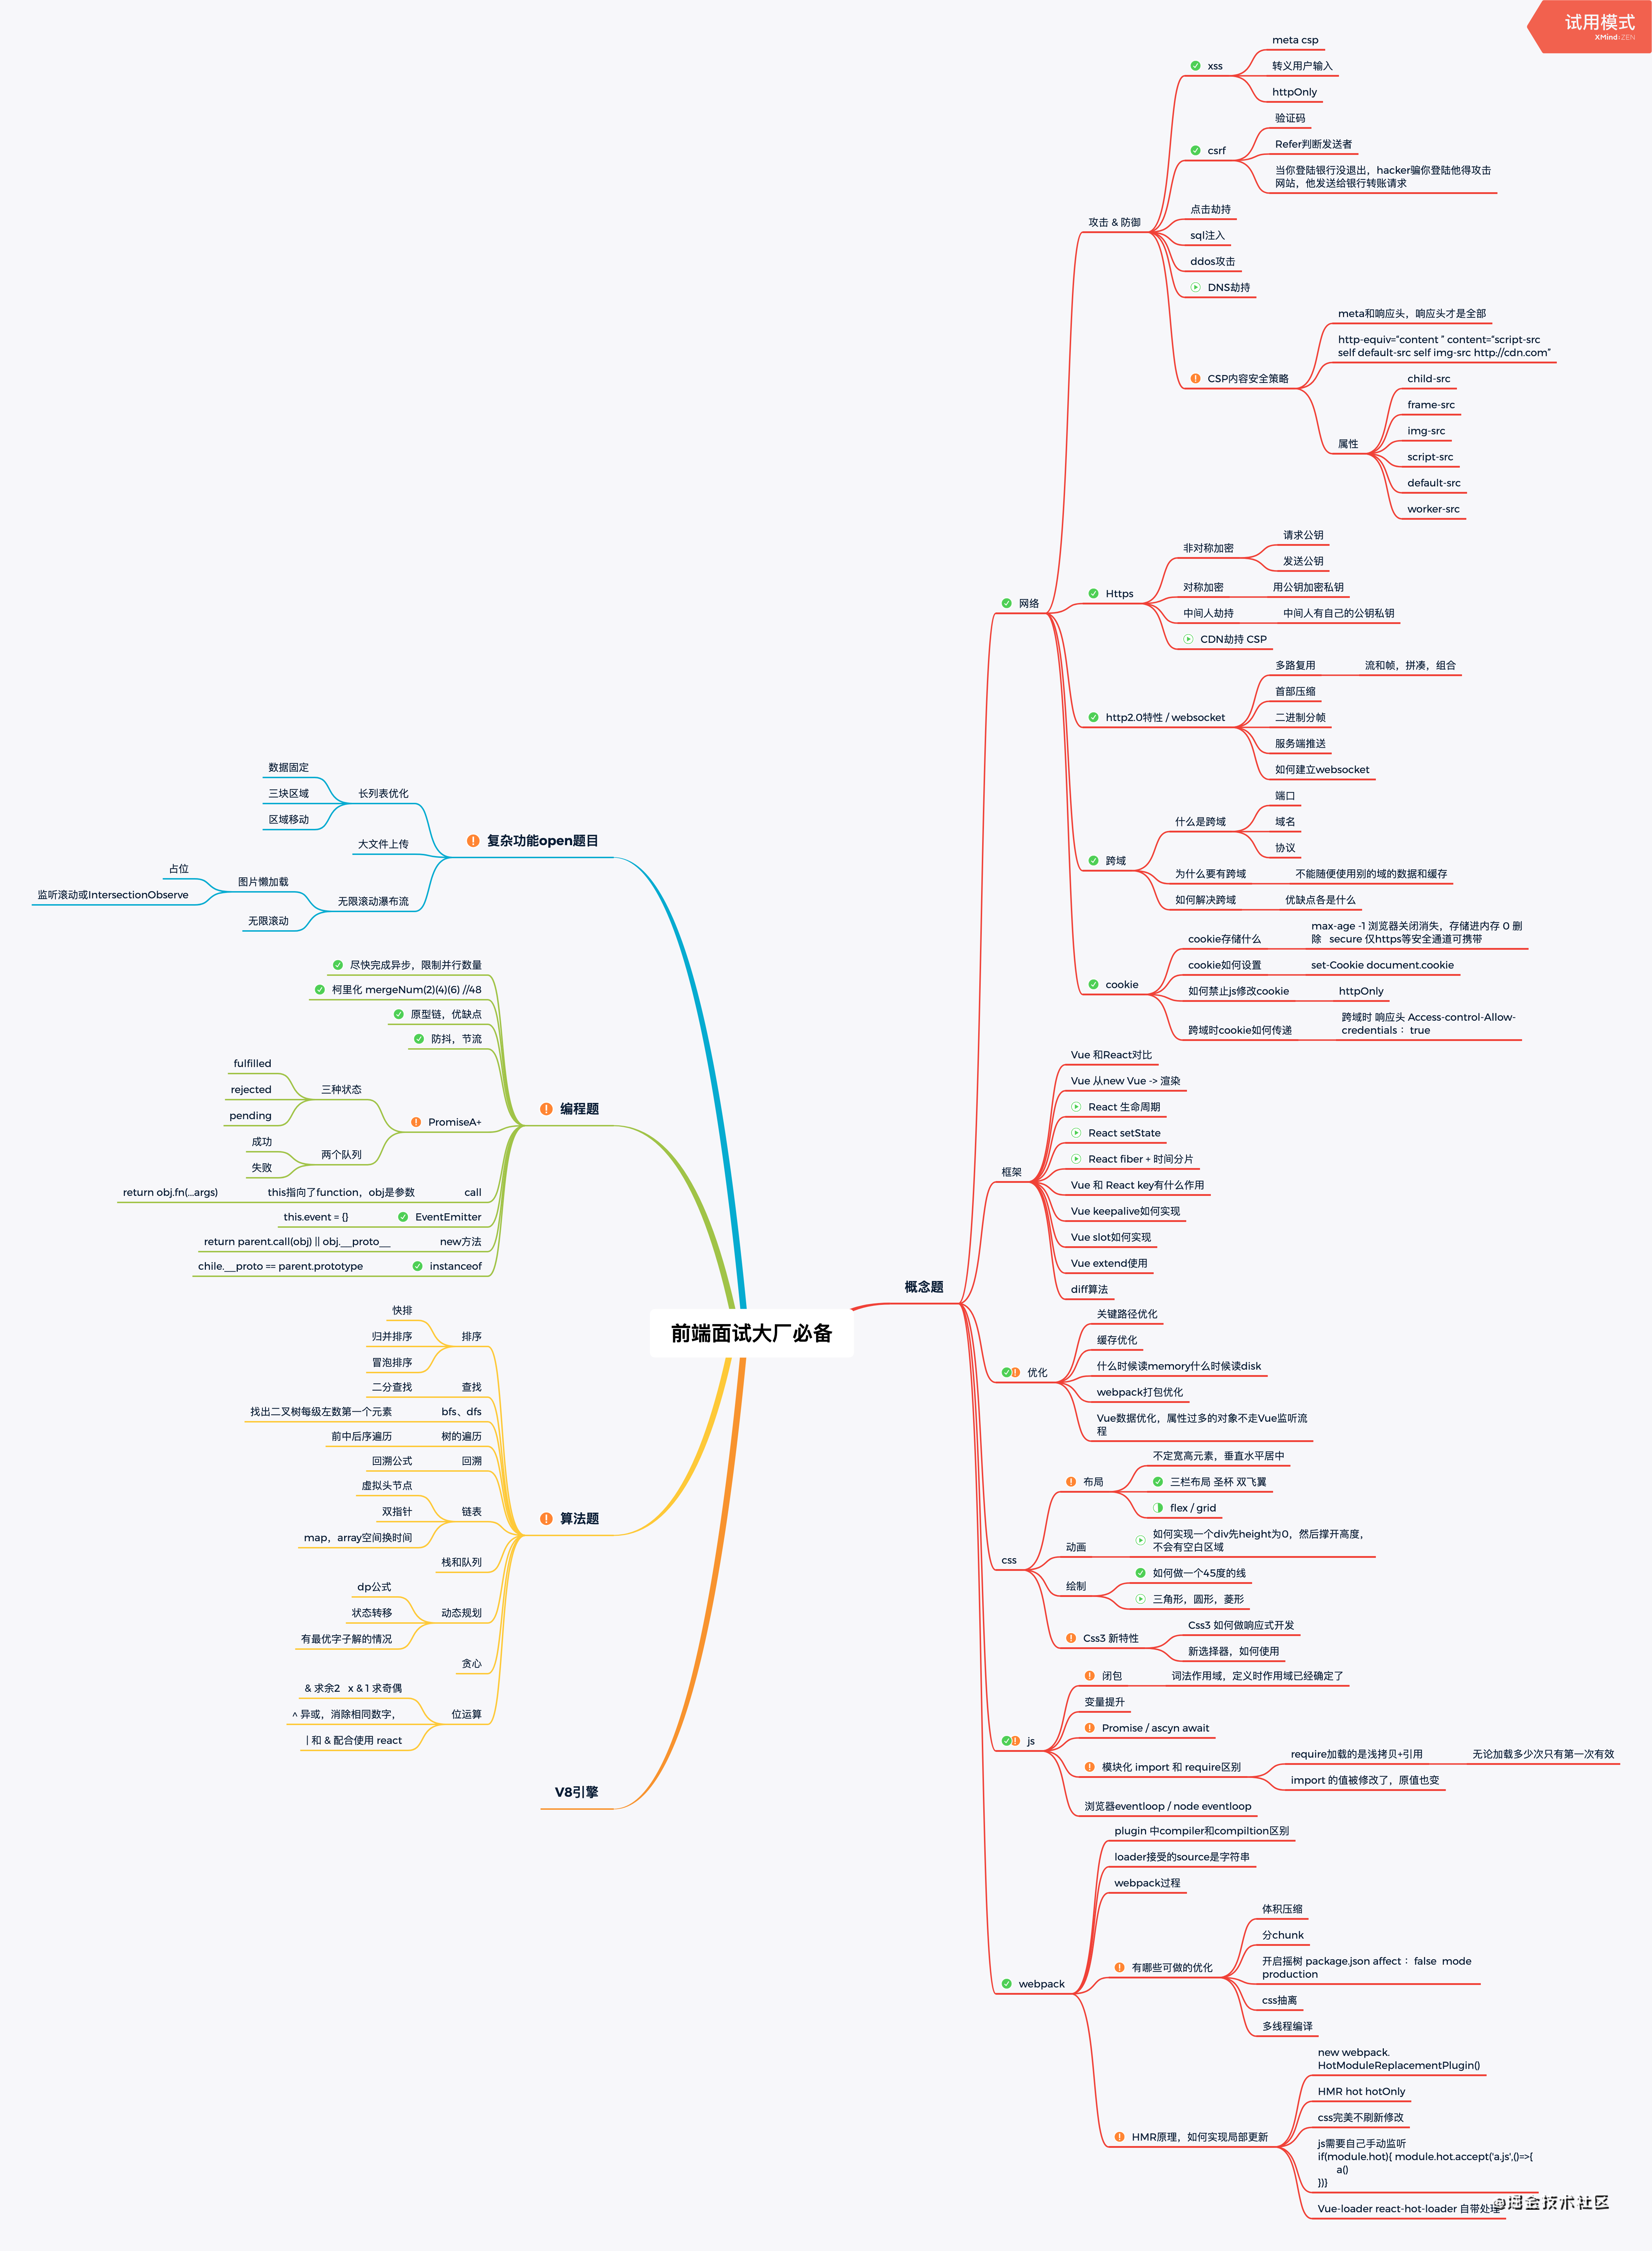 试用模式
XMind:ZEN
前端面试大厂必备
概念题
网络
攻击 & 防御
xss
meta csp
转义用户输入
httpOnly
csrf
验证码
Refer判断发送者
当你登陆银行没退出，hacker骗你登陆他得攻击
网站，他发送给银行转账请求
点击劫持
sql注入
ddos攻击
DNS劫持
CSP内容安全策略
meta和响应头，响应头才是全部
http-equiv=“content ” content=“script-src
self default-src self img-src http://cdn.com”
属性
child-src
frame-src
img-src
script-src
default-src
worker-src
Https
非对称加密
请求公钥
发送公钥
对称加密
用公钥加密私钥
中间人劫持
中间人有自己的公钥私钥
CDN劫持 CSP
http2.0特性 / websocket
多路复用
流和帧，拼凑，组合
首部压缩
二进制分帧
服务端推送
如何建立websocket
跨域
什么是跨域
端口
域名
协议
为什么要有跨域
不能随便使用别的域的数据和缓存
如何解决跨域
优缺点各是什么
cookie
cookie存储什么
max-age -1 浏览器关闭消失，存储进内存 0 删
除   secure 仅https等安全通道可携带
cookie如何设置
set-Cookie document.cookie
如何禁止js修改cookie
httpOnly
跨域时cookie如何传递
跨域时 响应头 Access-control-Allow-
credentials： true
框架
Vue 和React对比
Vue 从new Vue -> 渲染
React 生命周期
React setState
React fiber + 时间分片
Vue 和 React key有什么作用
Vue keepalive如何实现
Vue slot如何实现
Vue extend使用
diff算法
优化
关键路径优化
缓存优化
什么时候读memory什么时候读disk
webpack打包优化
Vue数据优化，属性过多的对象不走Vue监听流
程
css
布局
不定宽高元素，垂直水平居中
三栏布局 圣杯 双飞翼
flex / grid
动画
如何实现一个div先height为0，然后撑开高度，
不会有空白区域
绘制
如何做一个45度的线
三角形，圆形，菱形
Css3 新特性
Css3 如何做响应式开发
新选择器，如何使用
js
闭包
词法作用域，定义时作用域已经确定了
变量提升
Promise / ascyn await
模块化 import 和 require区别
require加载的是浅拷贝+引用
无论加载多少次只有第一次有效
import 的值被修改了，原值也变
浏览器eventloop / node eventloop
webpack
plugin 中compiler和compiltion区别
loader接受的source是字符串
webpack过程
有哪些可做的优化
体积压缩
分chunk
开启摇树 package.json affect： false  mode
production
css抽离
多线程编译
HMR原理，如何实现局部更新
new webpack.
HotModuleReplacementPlugin()
HMR hot hotOnly
css完美不刷新修改
js需要自己手动监听
if(module.hot){ module.hot.accept('a.js',()=>{
a()
})}
Vue-loader react-hot-loader 自带处理
@掘金技术社区
复杂功能open题目
长列表优化
数据固定
三块区域
区域移动
大文件上传
无限滚动瀑布流
图片懒加载
占位
监听滚动或IntersectionObserve
无限滚动
编程题
尽快完成异步，限制并行数量
柯里化 mergeNum(2)(4)(6) //48
原型链，优缺点
防抖，节流
PromiseA+
三种状态
fulfilled
rejected
pending
两个队列
成功
失败
call
this指向了function，obj是参数
return obj.fn(...args)
EventEmitter
this.event = {}
new方法
return parent.call(obj) || obj.__proto__
instanceof
chile.__proto == parent.prototype
算法题
排序
快排
归并排序
冒泡排序
查找
二分查找
bfs、dfs
找出二叉树每级左数第一个元素
树的遍历
前中后序遍历
回溯
回溯公式
链表
虚拟头节点
双指针
map，array空间换时间
栈和队列
动态规划
dp公式
状态转移
有最优字子解的情况
贪心
位运算
& 求余2   x & 1 求奇偶
^ 异或，消除相同数字，
| 和 & 配合使用 react
V8引擎